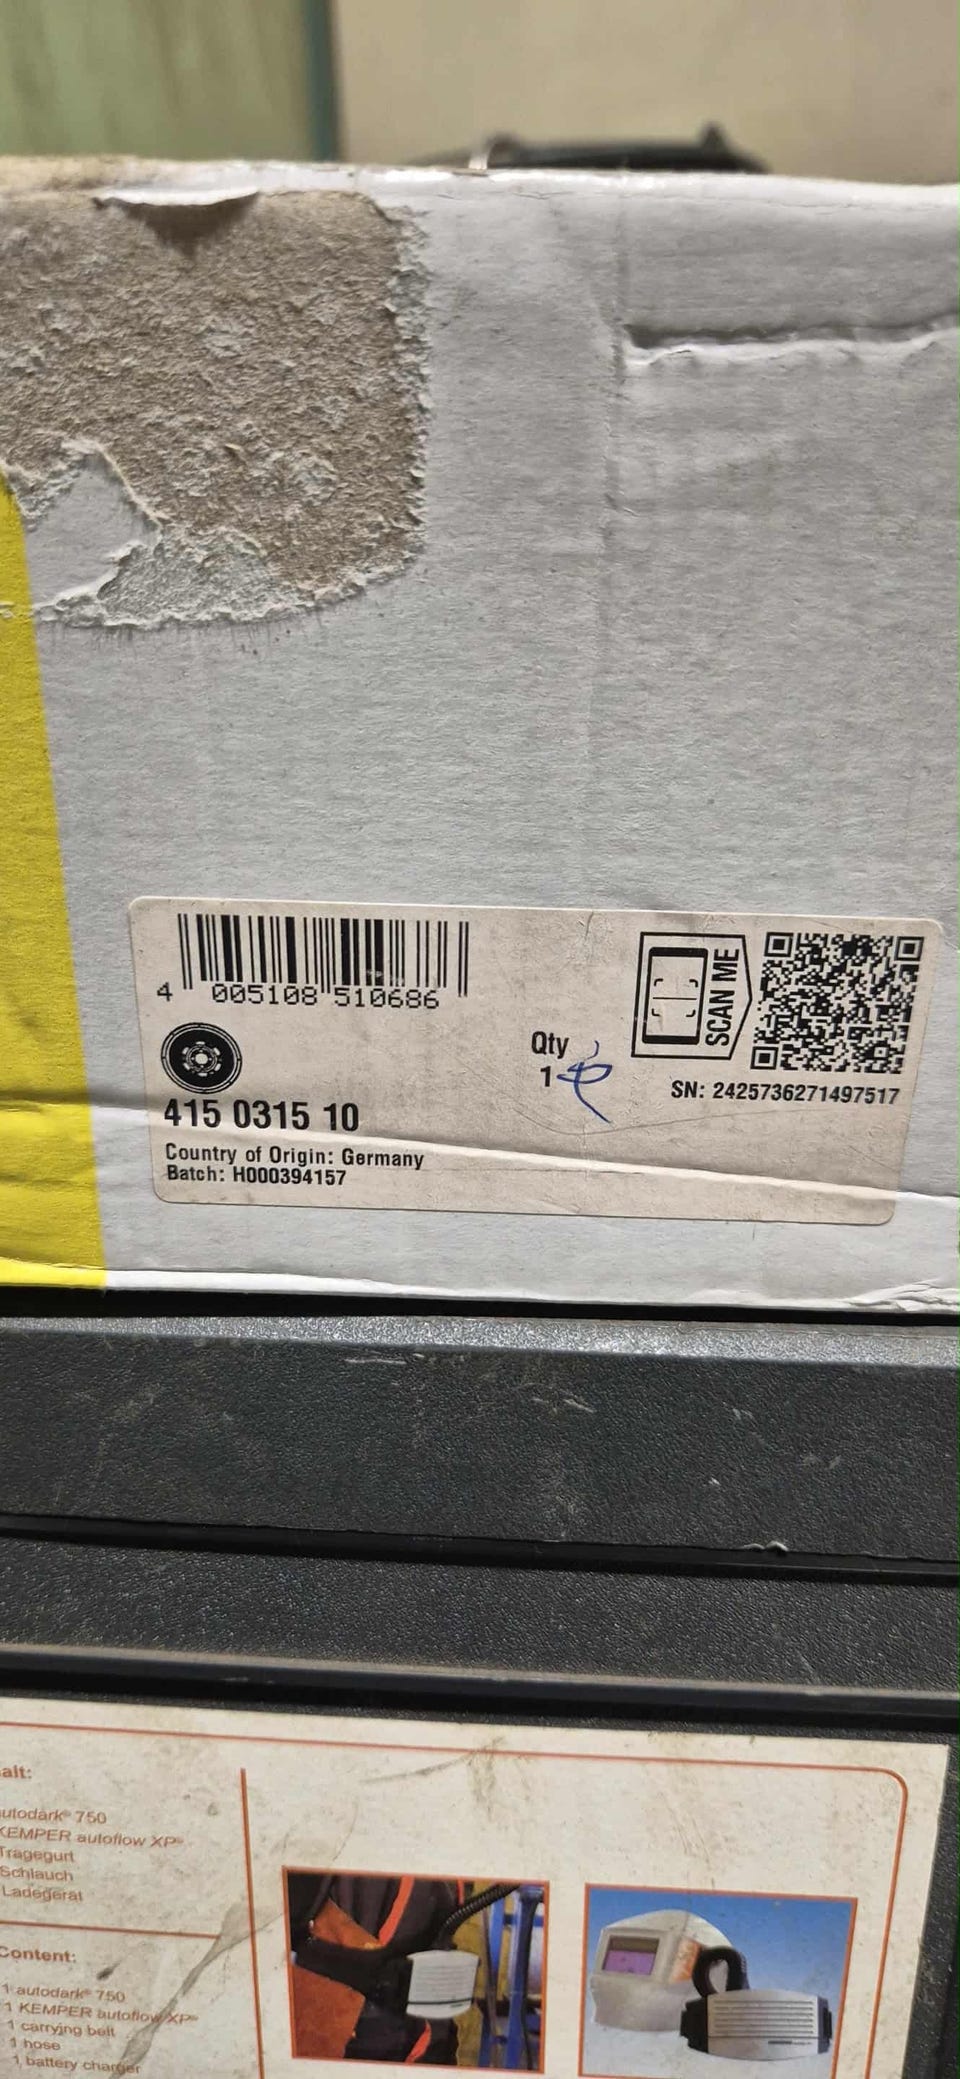 4 005108 510686
SCAN ME
Qty
1
SN: 2425736271497517
415 0315 10
Country of Origin: Germany
Batch: H000394157
alt:
utodark® 750
KEMPER autoflow XP®
Tragegurt
Schlauch
Ladegerät
Content:
1 autodark® 750
1 KEMPER autoflow XP®
1 carrying belt
1 hose
1 battery charger